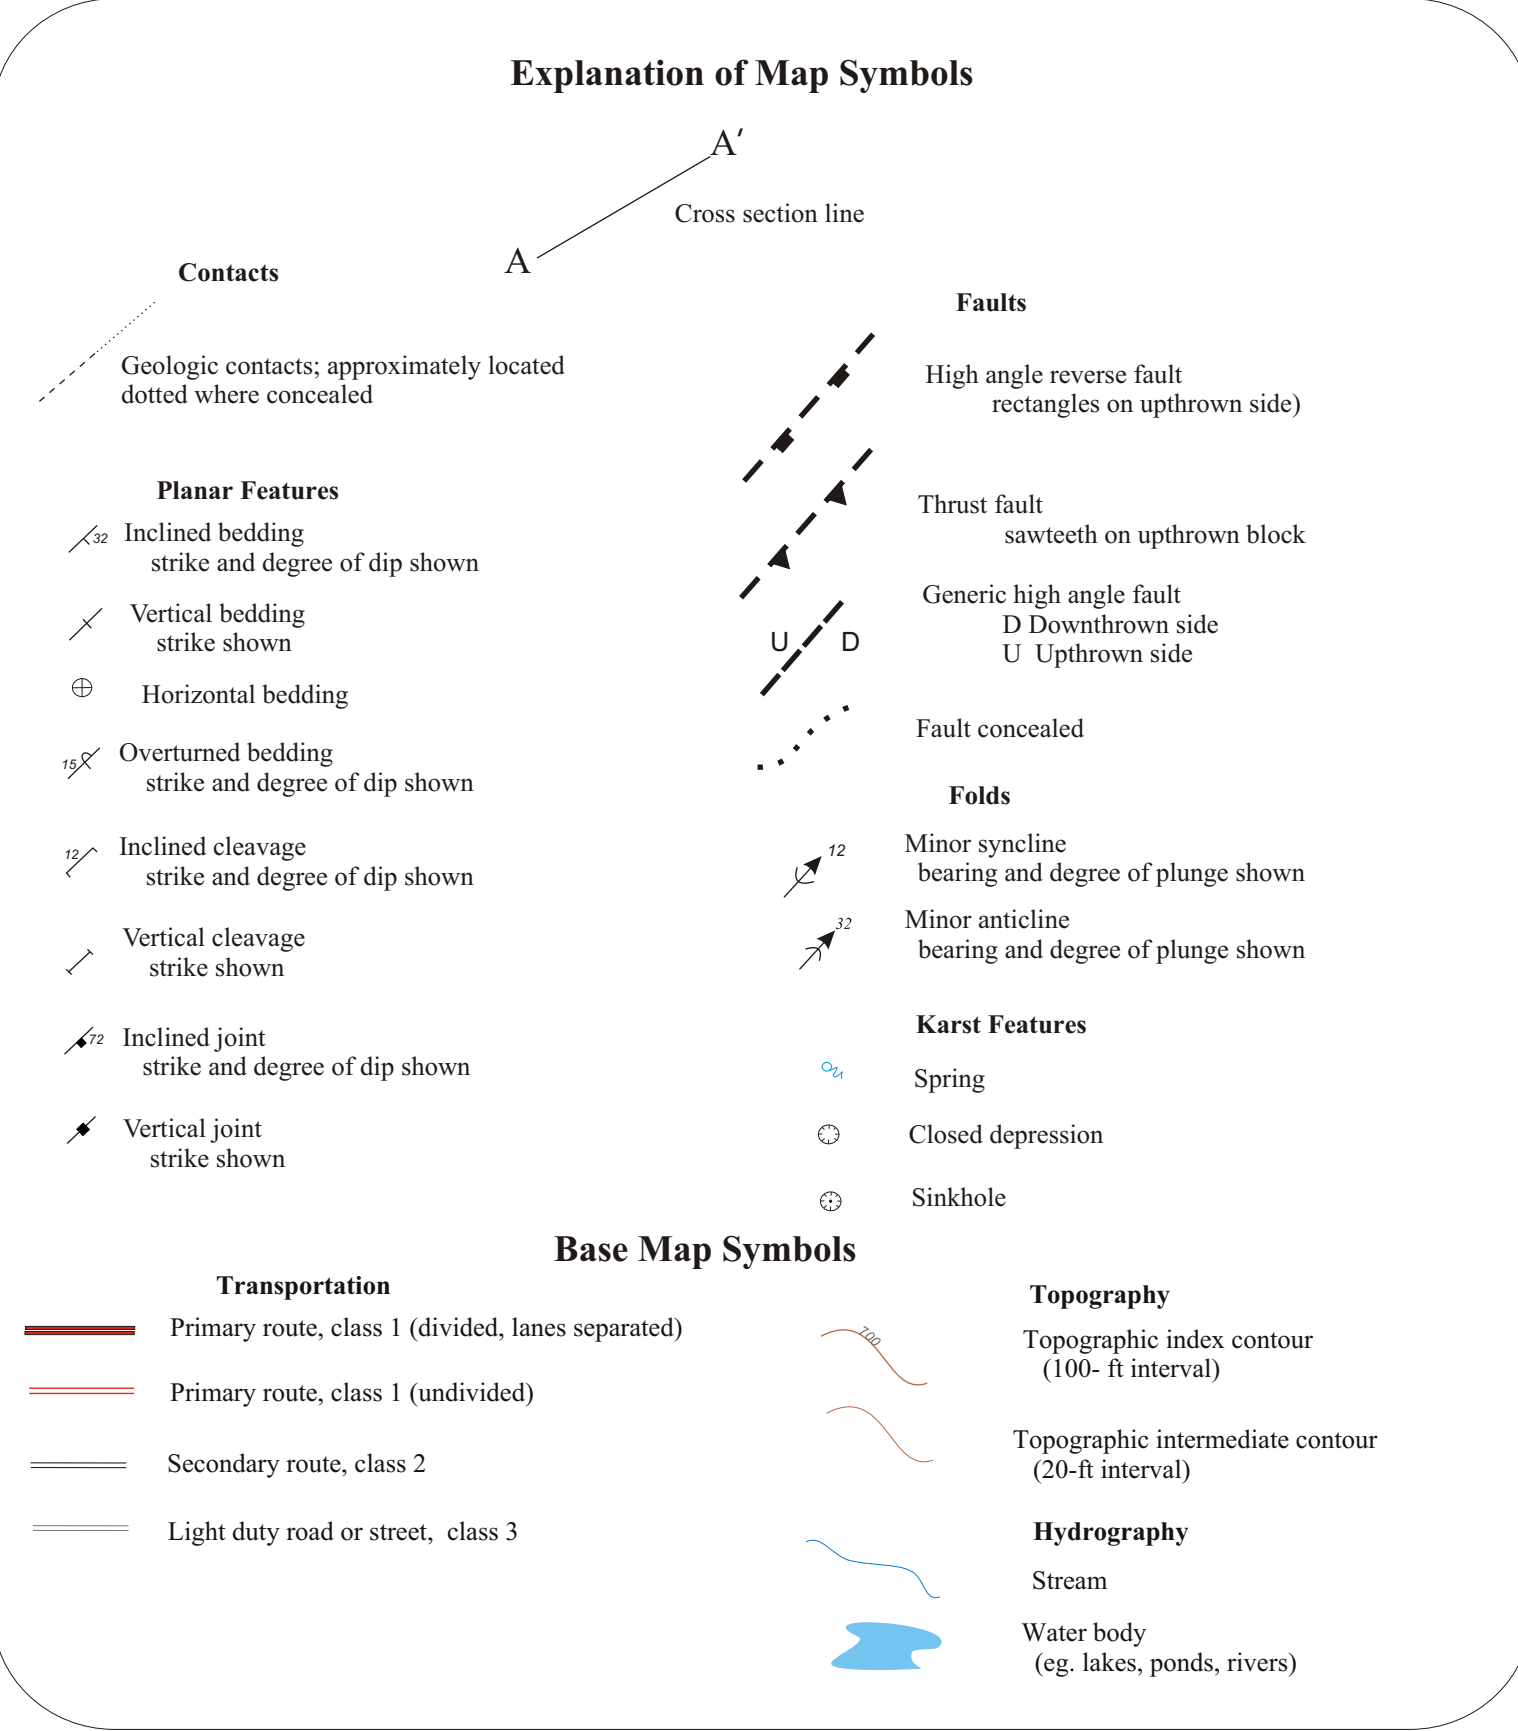 Explanation of Map Symbols
A′
Cross section line
A
Contacts
Geologic contacts; approximately located
dotted where concealed
Planar Features
32
Inclined bedding
strike and degree of dip shown
Vertical bedding
strike shown
Horizontal bedding
15
Overturned bedding
strike and degree of dip shown
12
Inclined cleavage
strike and degree of dip shown
Vertical cleavage
strike shown
72
Inclined joint
strike and degree of dip shown
Vertical joint
strike shown
Faults
High angle reverse fault
rectangles on upthrown side)
Thrust fault
sawteeth on upthrown block
U D
Generic high angle fault
D Downthrown side
U Upthrown side
Fault concealed
Folds
12
Minor syncline
bearing and degree of plunge shown
32
Minor anticline
bearing and degree of plunge shown
Karst Features
Spring
Closed depression
Sinkhole
Base Map Symbols
Transportation
Primary route, class 1 (divided, lanes separated)
Primary route, class 1 (undivided)
Secondary route, class 2
Light duty road or street, class 3
Topography
700
Topographic index contour
(100- ft interval)
Topographic intermediate contour
(20-ft interval)
Hydrography
Stream
Water body
(eg. lakes, ponds, rivers)